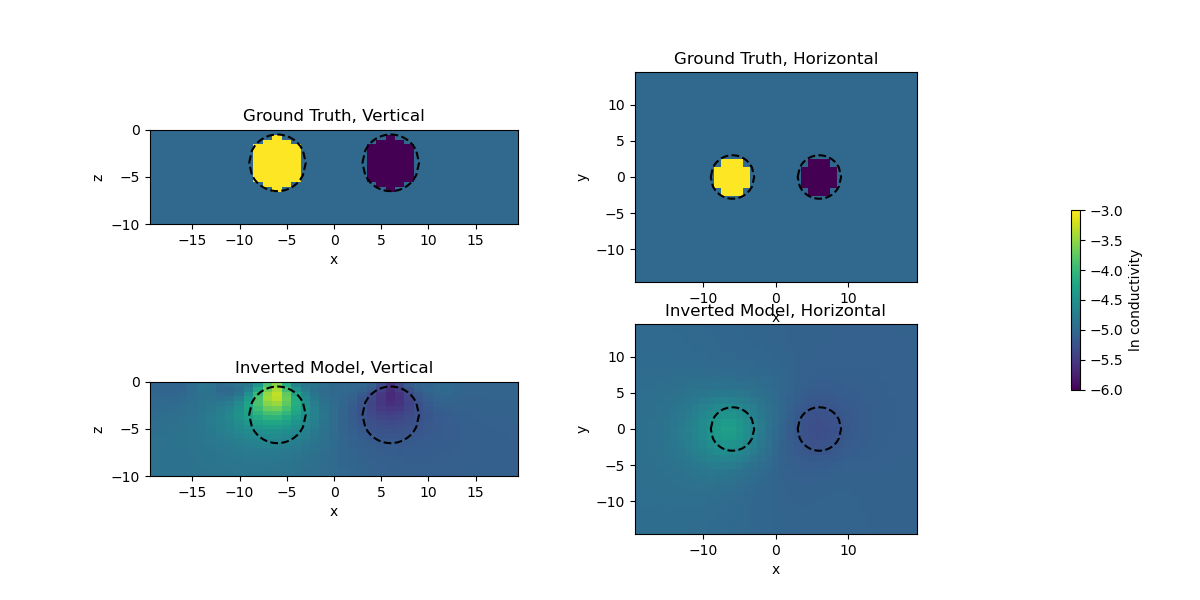 Ground Truth, Vertical
0
−5
−10
z
−15 −10 −5 0 5 10 15
x
Ground Truth, Horizontal
10
5
0
−5
−10
y
−10 0 10
x
Inverted Model, Vertical
0
−5
−10
z
−15 −10 −5 0 5 10 15
x
Inverted Model, Horizontal
10
5
0
−5
−10
y
−10 0 10
x
−3.0
−3.5
−4.0
−4.5
−5.0
−5.5
−6.0
ln conductivity